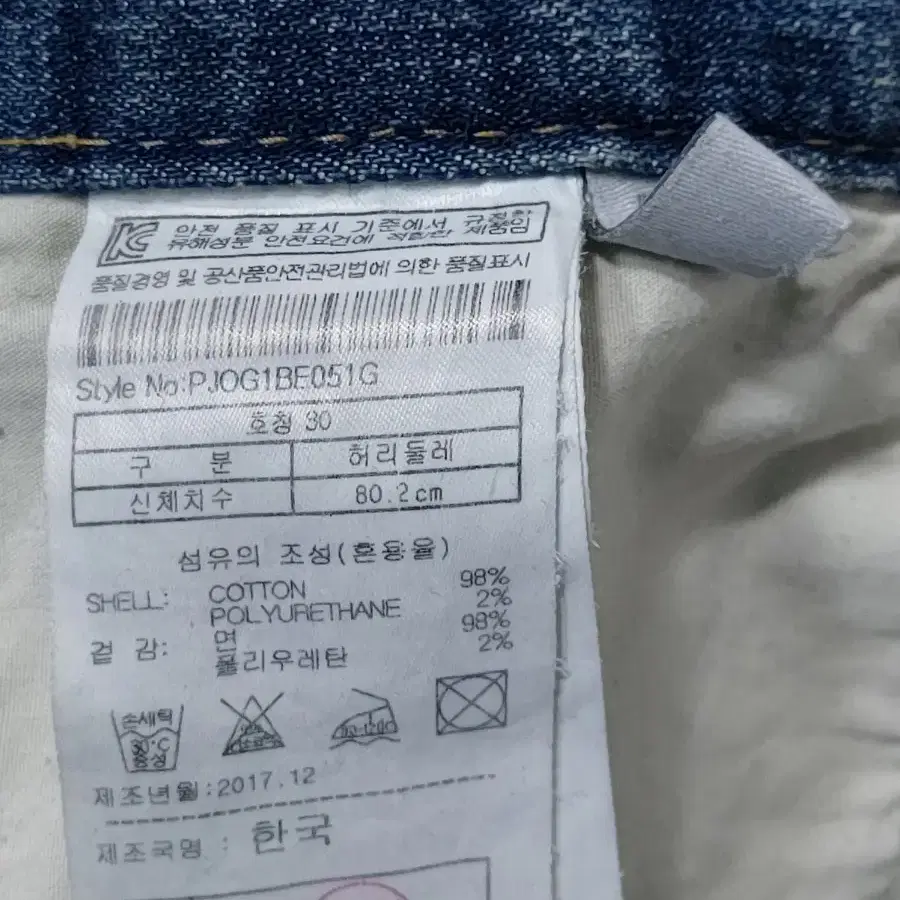 안전 품질 표시 기준에서 규정한
유해성분 안전요건에 적합한 제품임
품질경영 및 공산품안전관리법에 의한 품질표시
Style No:PJOG1BE051G
호칭 30
구 분 허리둘레
신체치수 80.2cm
섬유의 조성(혼용율)
SHELL: COTTON 98%
POLYURETHANE 2%
겉 감: 면 98%
폴리우레탄 2%
손세탁
30℃
중성
제조년월:2017.12
제조국명 : 한국